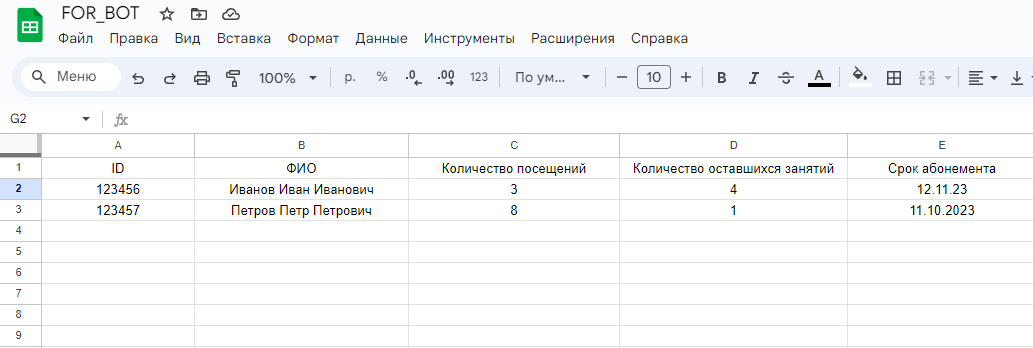 FOR_BOT
Файл Правка Вид Вставка Формат Данные Инструменты Расширения Справка
Меню 100% р. % .0 .00 123 По ум... 10 B I S A
G2 fx
A B C D E
1 ID ФИО Количество посещений Количество оставшихся занятий Срок абонемента
2 123456 Иванов Иван Иванович 3 4 12.11.23
3 123457 Петров Петр Петрович 8 1 11.10.2023
4
5
6
7
8
9